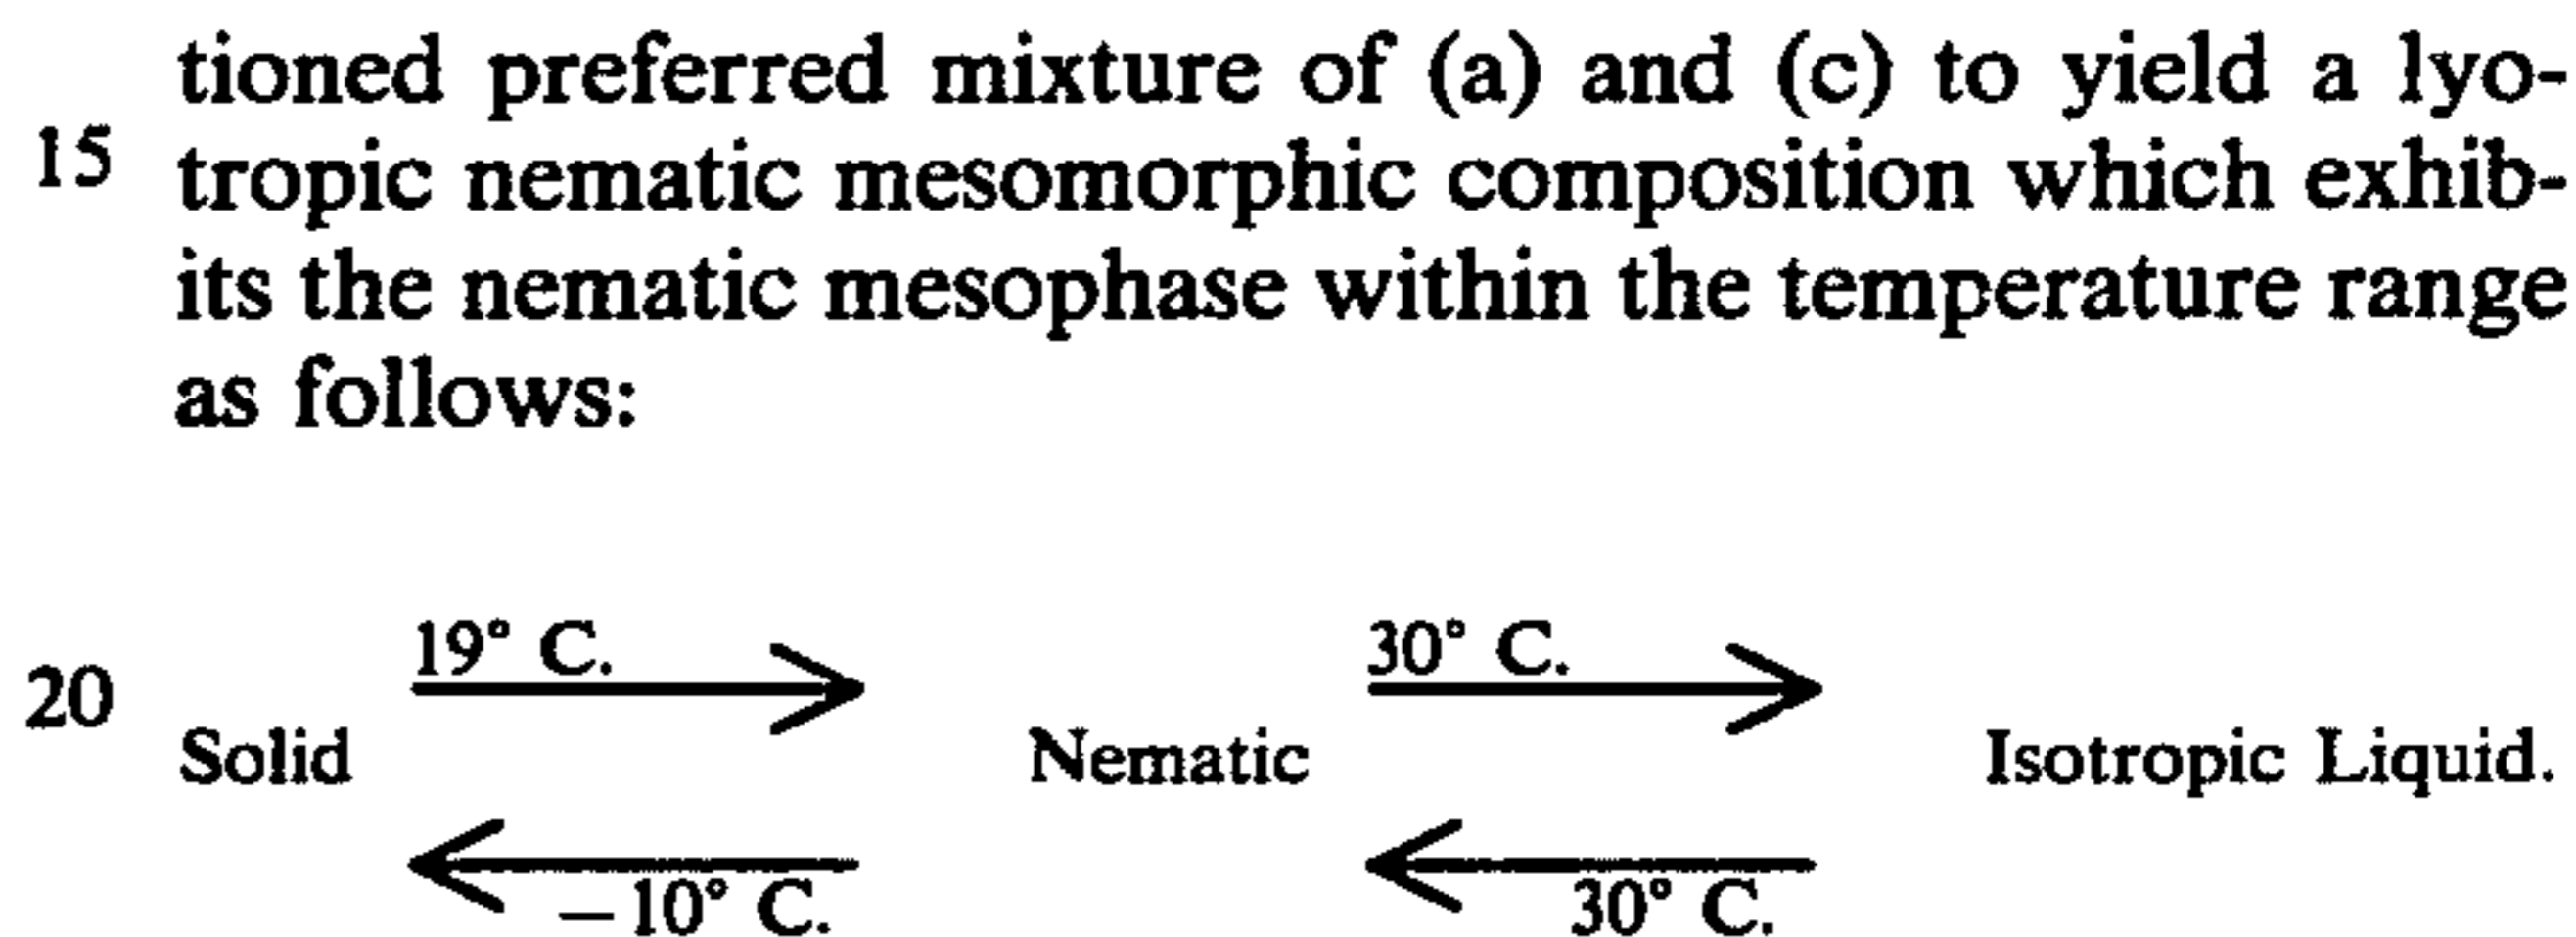 tioned preferred mixture of (a) and (c) to yield a lyo-
15 tropic nematic mesomorphic composition which exhib-
its the nematic mesophase within the temperature range
as follows:
19° C. 30° C.
20
Solid Nematic Isotropic Liquid.
−10° C. 30° C.